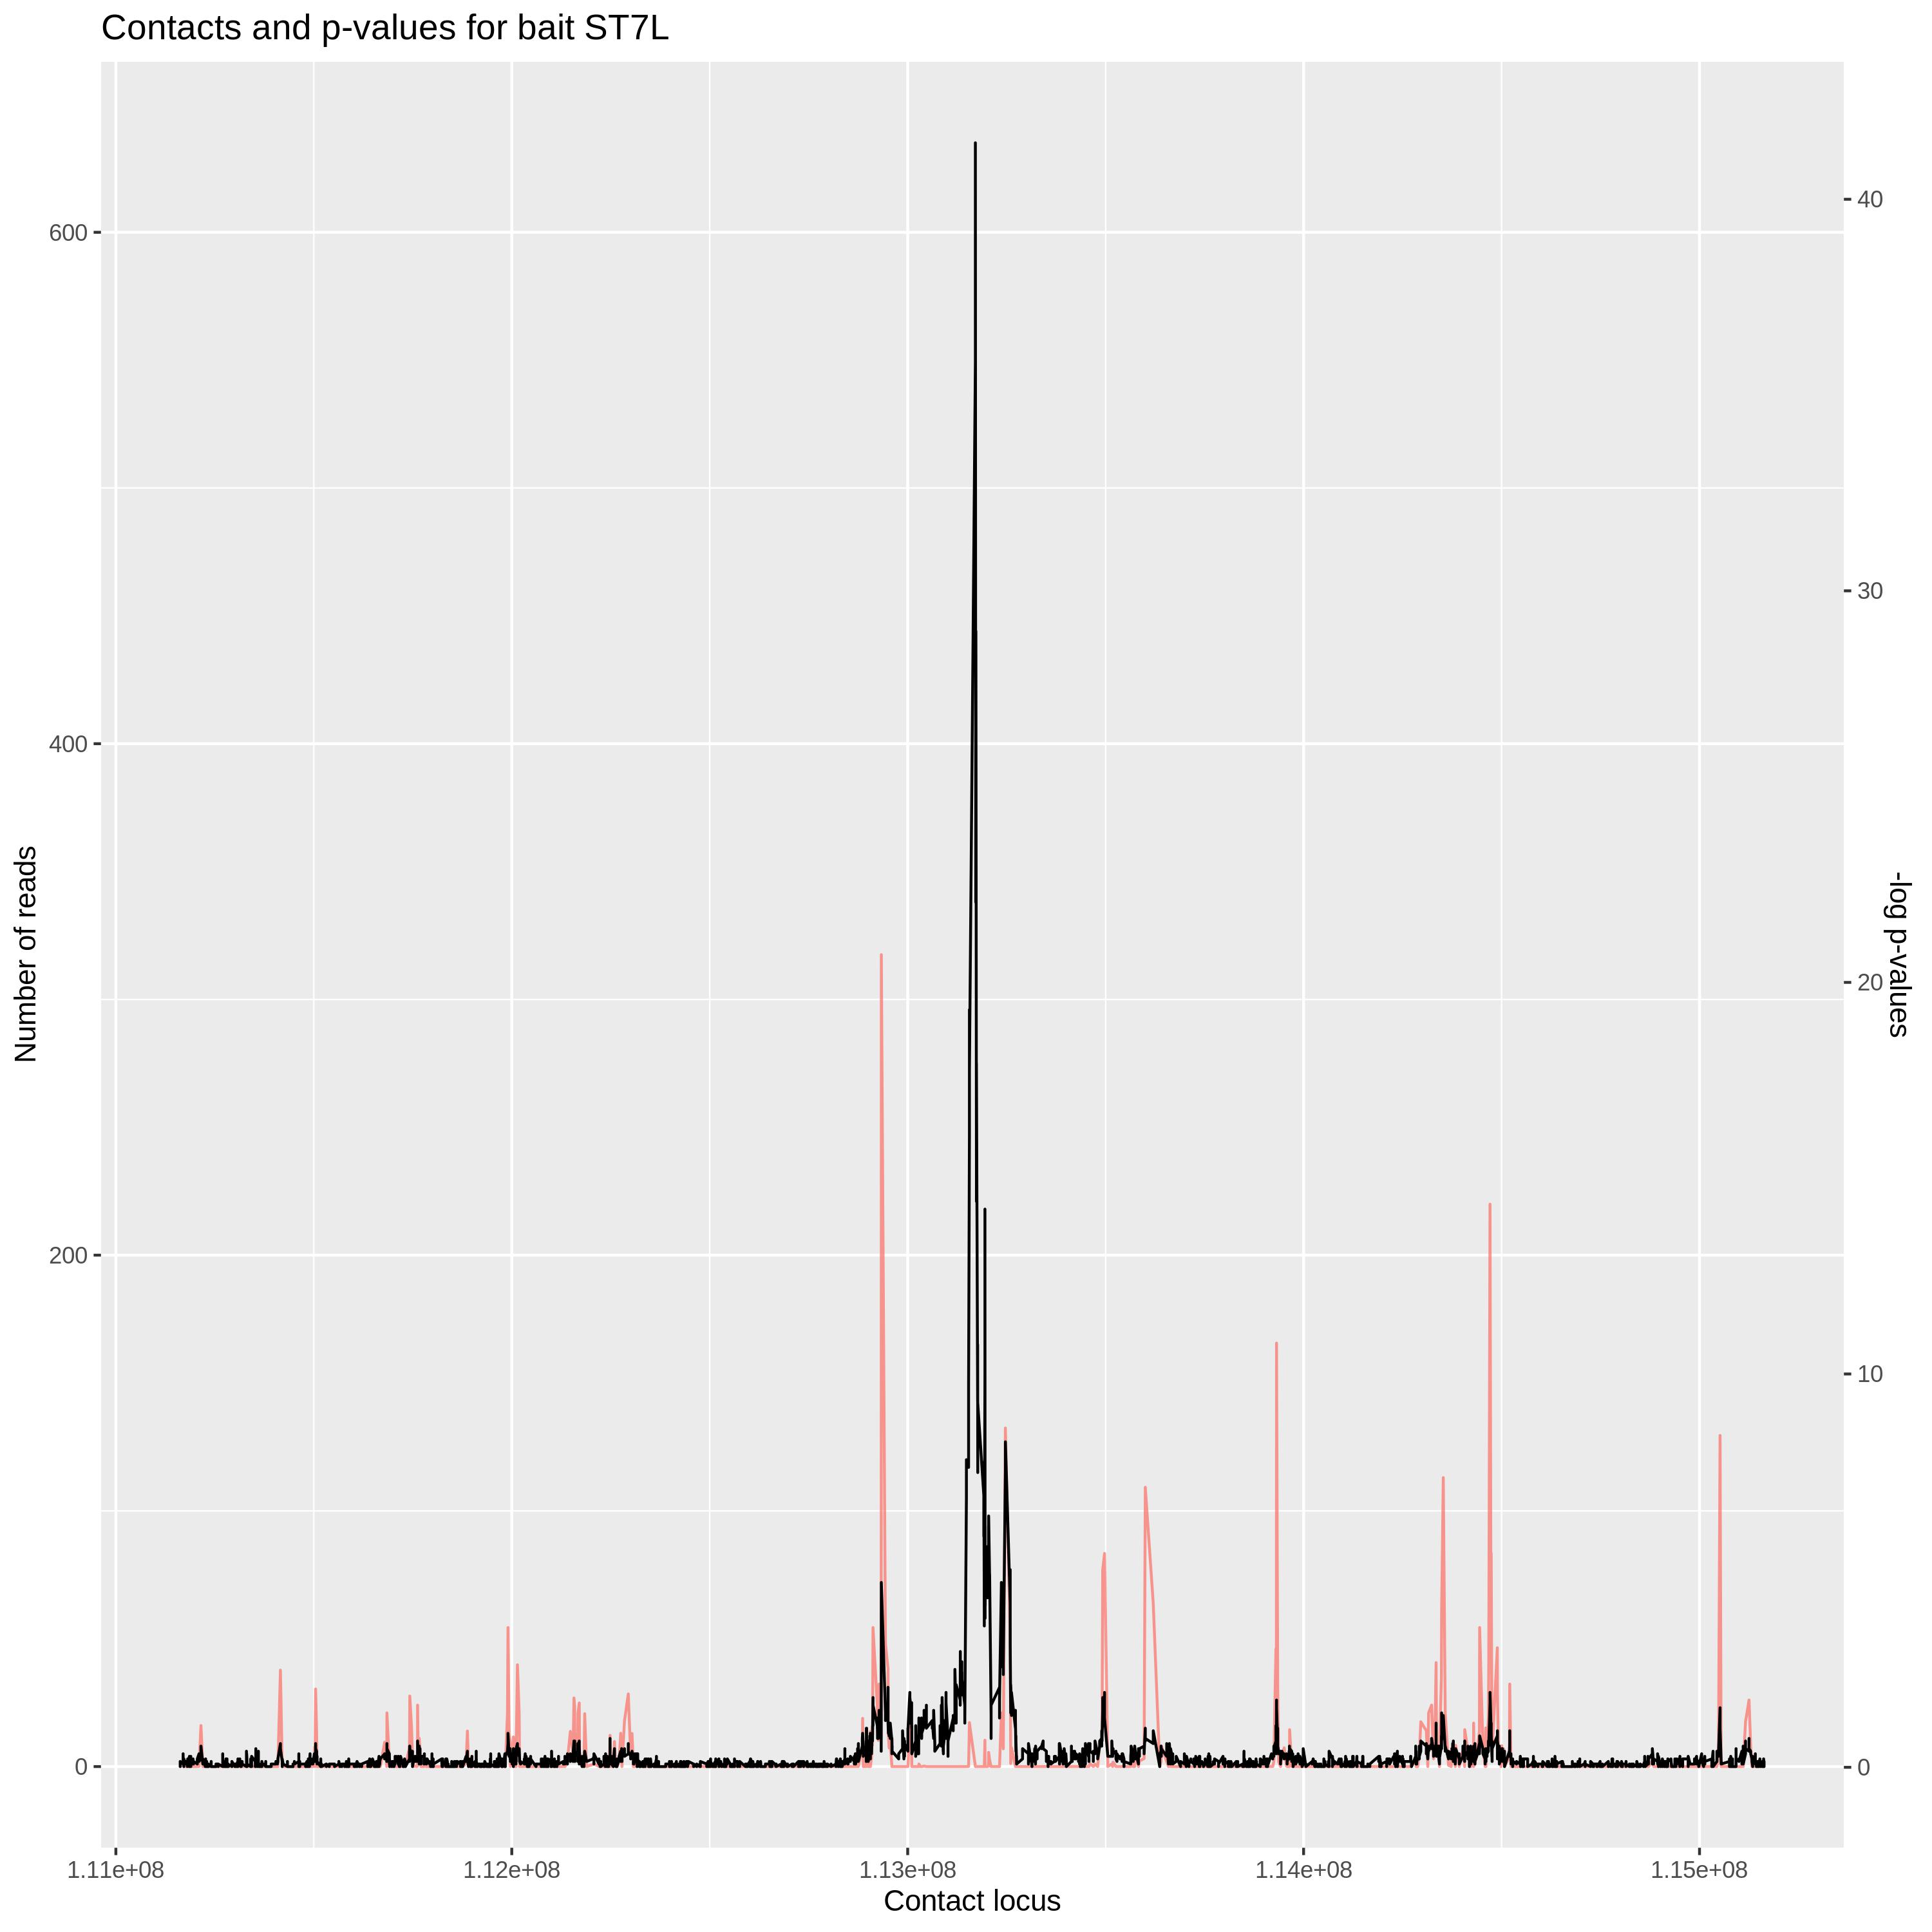 Contacts and p-values for bait ST7L
600
400
200
0
40
30
20
10
0
Number of reads
-log p-values
1.11e+08
1.12e+08
1.13e+08
1.14e+08
1.15e+08
Contact locus